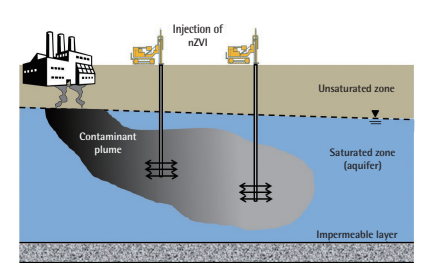 Injection of
nZVI
Unsaturated zone
Contaminant
plume
Saturated zone
(aquifer)
Impermeable layer